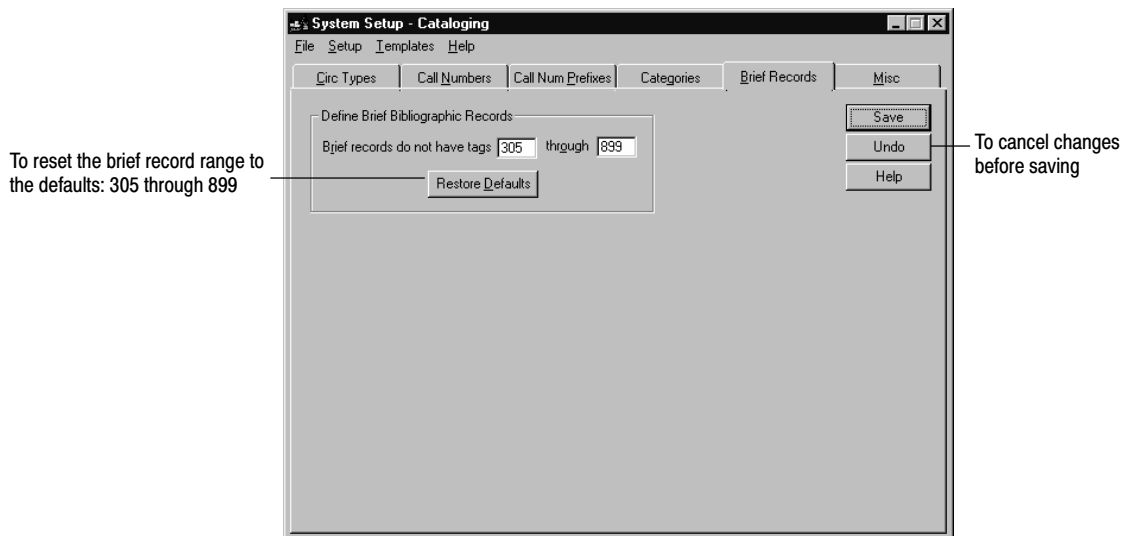 System Setup - Cataloging
File Setup Templates Help
Circ Types Call Numbers Call Num Prefixes Categories Brief Records Misc
Define Brief Bibliographic Records
Brief records do not have tags 305 through 899
Restore Defaults
Save
Undo
Help
To reset the brief record range to
the defaults: 305 through 899
To cancel changes
before saving